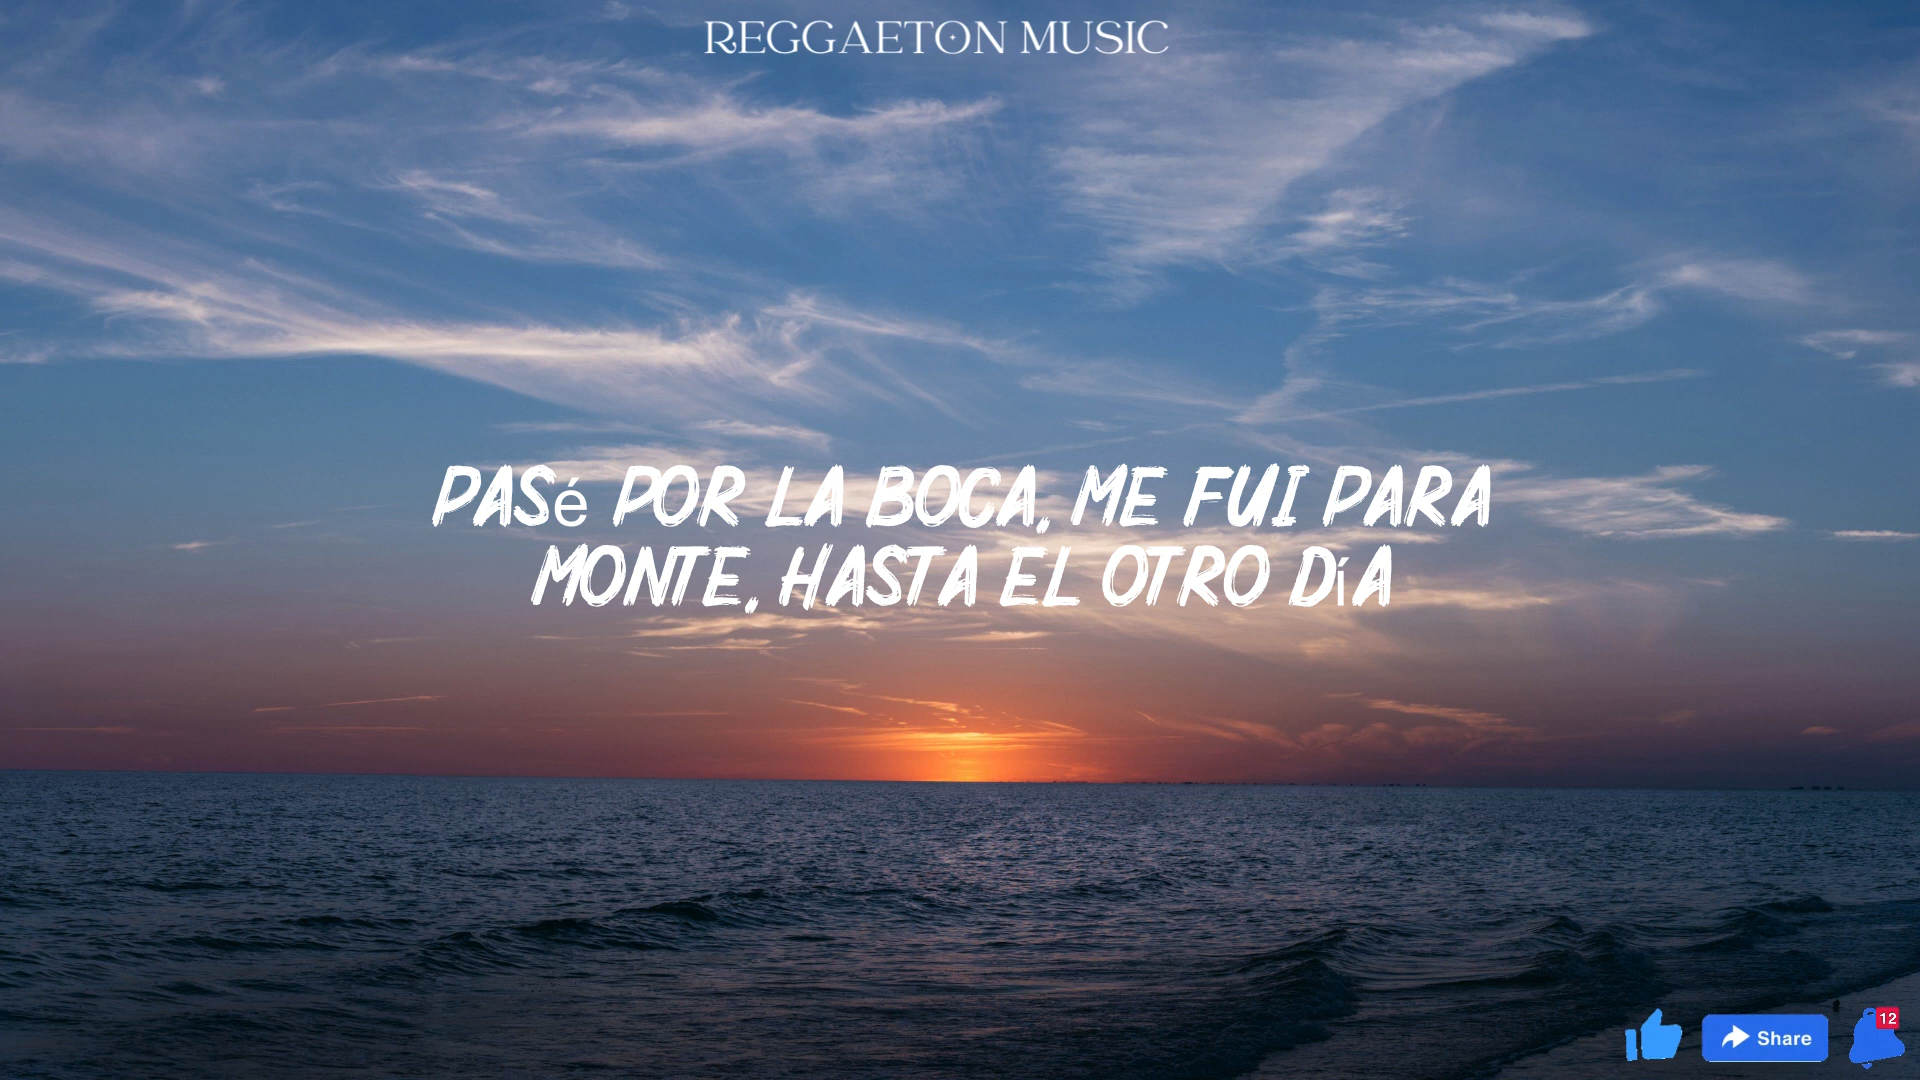 REGGAETON MUSIC
PASé POR LA BOCA, ME FUI PARA
MONTE, HASTA EL OTRO DíA
12
Share